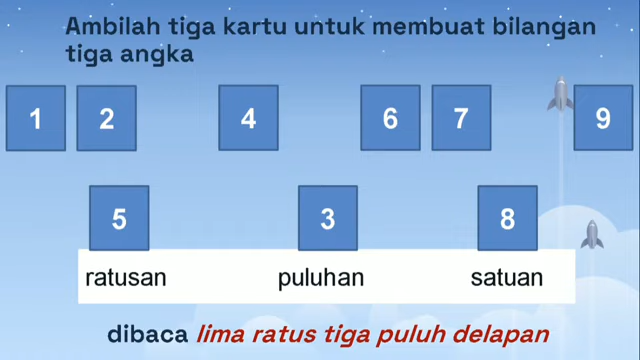 Ambilah tiga kartu untuk membuat bilangan
tiga angka
1 2 4 6 7 9
5 3 8
ratusan puluhan satuan
dibaca lima ratus tiga puluh delapan